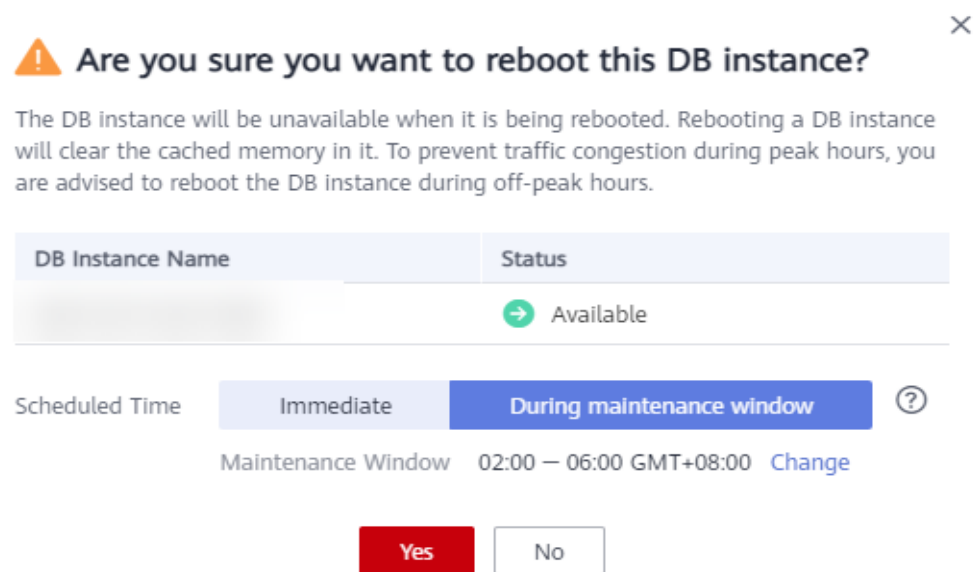 Are you sure you want to reboot this DB instance?
The DB instance will be unavailable when it is being rebooted. Rebooting a DB instance
will clear the cached memory in it. To prevent traffic congestion during peak hours, you
are advised to reboot the DB instance during off-peak hours.
DB Instance Name Status
Available
Scheduled Time Immediate During maintenance window
Maintenance Window 02:00 — 06:00 GMT+08:00 Change
Yes No